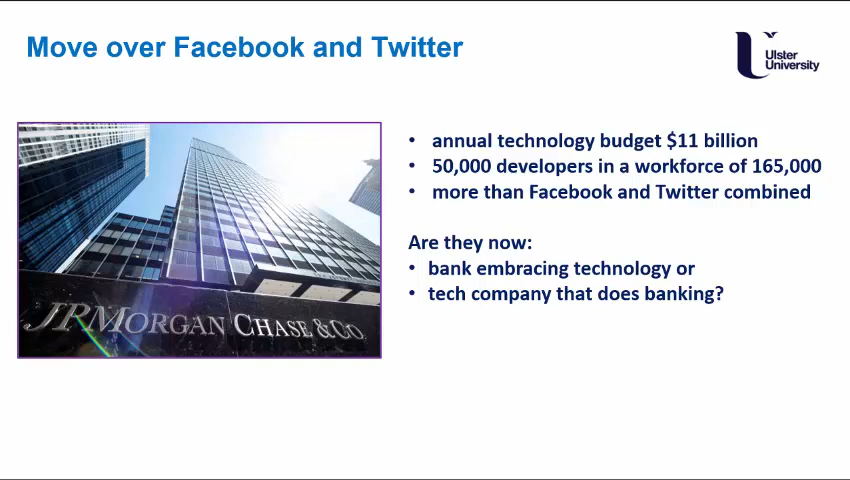 Move over Facebook and Twitter
Ulster
University
• annual technology budget $11 billion
• 50,000 developers in a workforce of 165,000
• more than Facebook and Twitter combined
Are they now:
• bank embracing technology or
• tech company that does banking?
JPMORGAN CHASE & CO.